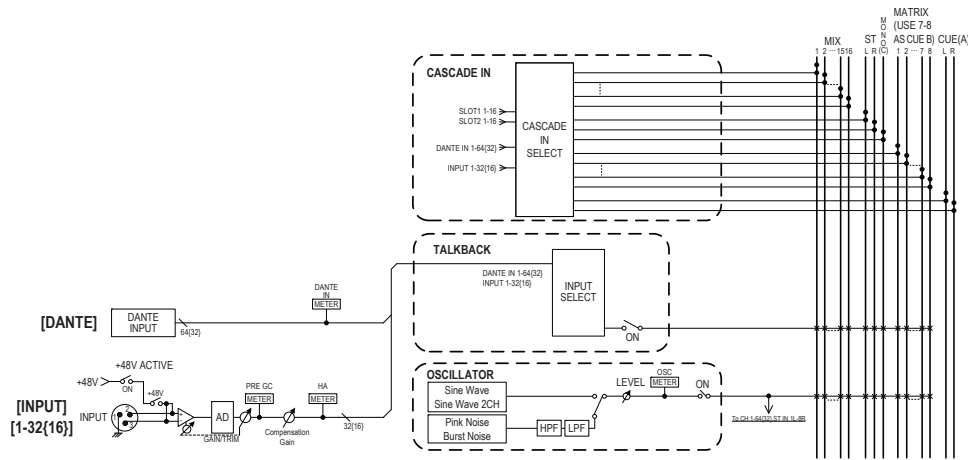 MATRIX
(USE 7-8
AS CUE B)
MIX
ST
MONO
(C)
CUE(A)
1 2 ··· 15 16
L R
1 2 ··· 7 8
L R
CASCADE IN
SLOT1 1-16
SLOT2 1-16
DANTE IN 1-64{32}
INPUT 1-32{16}
CASCADE
IN
SELECT
TALKBACK
DANTE IN 1-64{32}
INPUT 1-32{16}
INPUT
SELECT
ON
[DANTE]
DANTE
INPUT
64{32}
DANTE
IN
METER
OSCILLATOR
Sine Wave
Sine Wave 2CH
Pink Noise
Burst Noise
HPF
LPF
LEVEL
OSC
METER
ON
To CH 1-64{32},ST IN 1L-8R
[INPUT]
[1-32{16}]
+48V ACTIVE
+48V
ON
+48V
INPUT
1
2
3
AD
GAIN/TRIM
PRE GC
METER
Compensation
Gain
HA
METER
32{16}